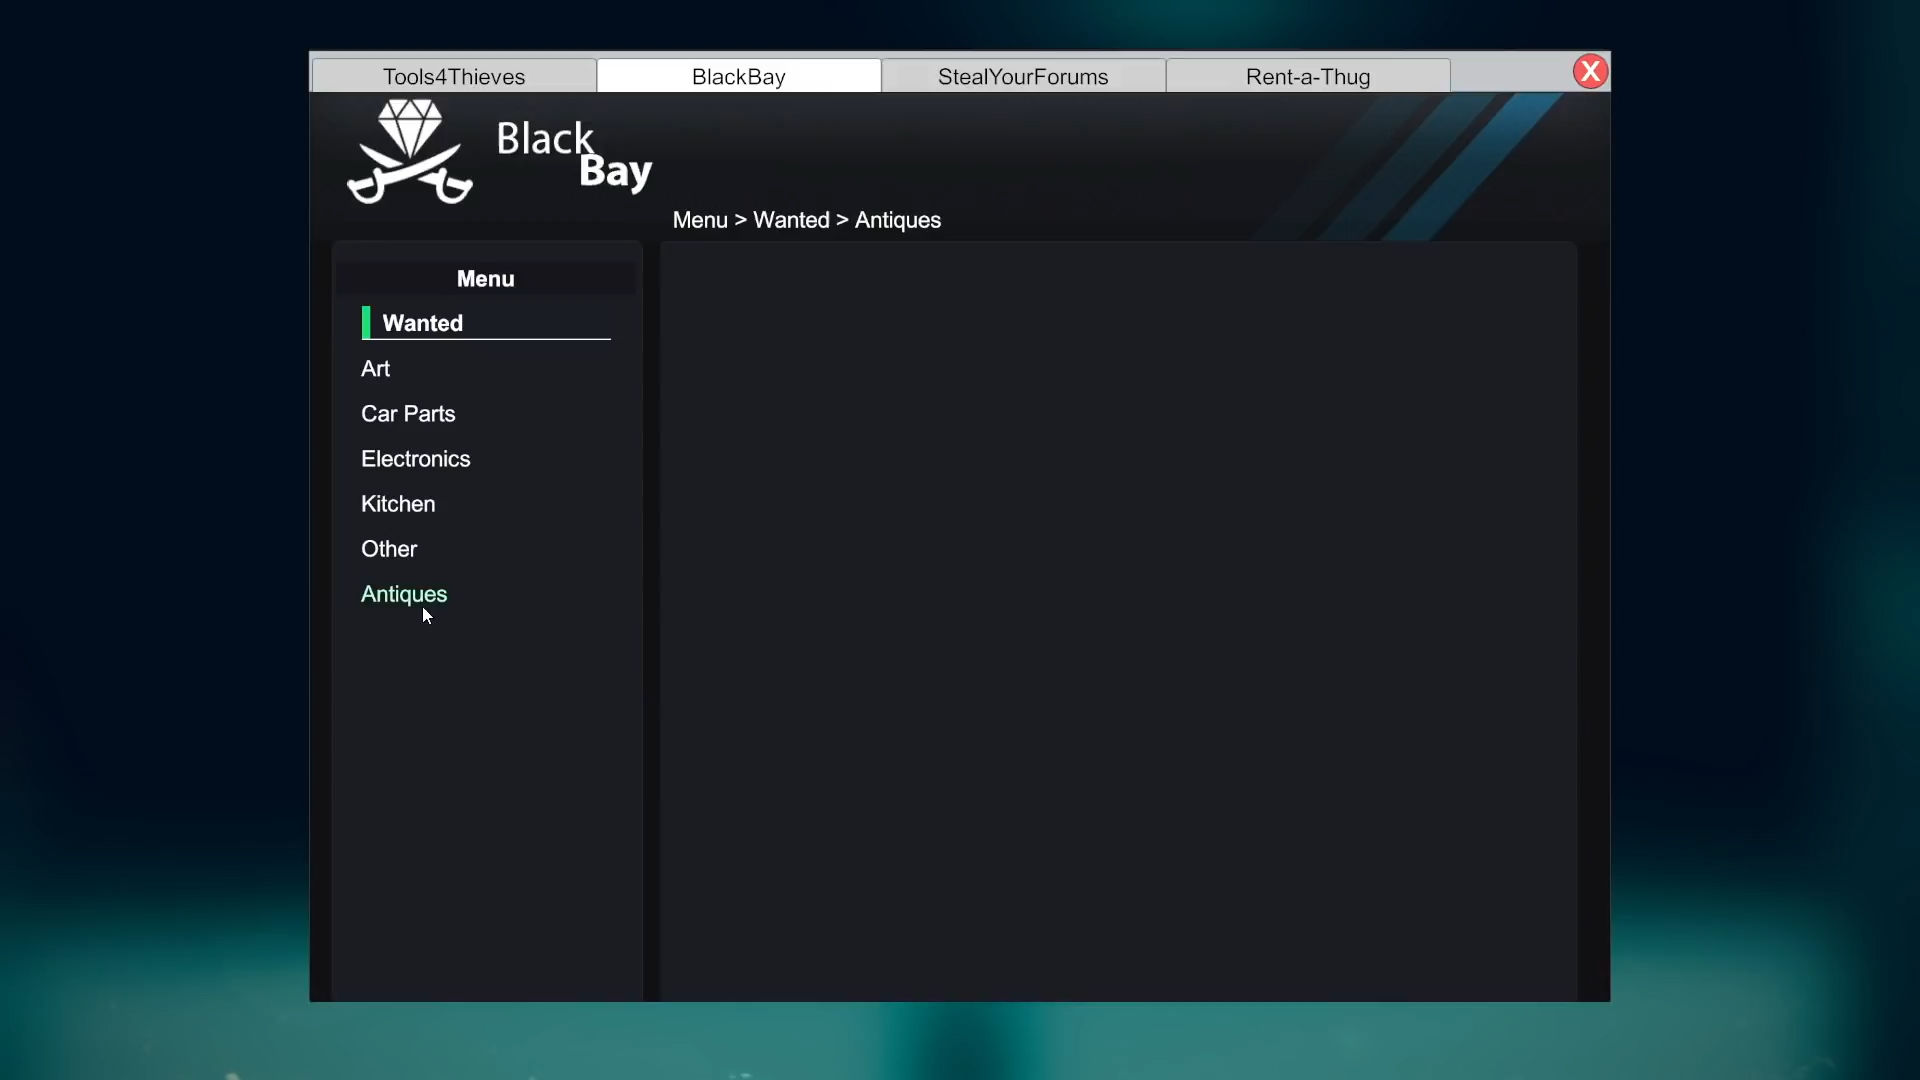 Tools4Thieves
BlackBay
StealYourForums
Rent-a-Thug
X
Black
Bay
Menu > Wanted > Antiques
Menu
Wanted
Art
Car Parts
Electronics
Kitchen
Other
Antiques